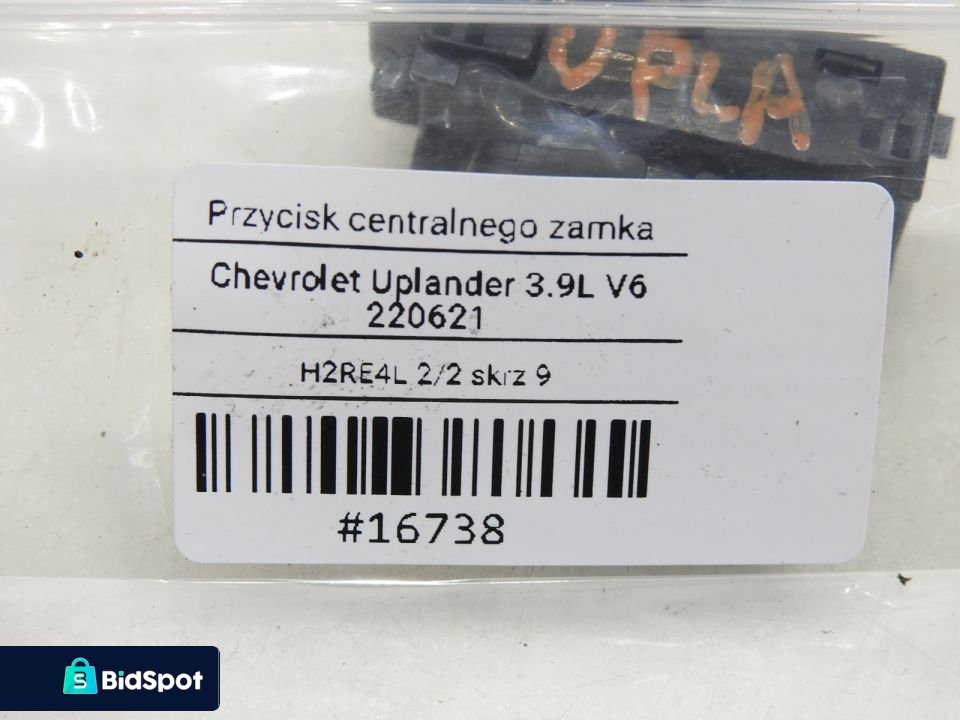 UPLA
Przycisk centralnego zamka
Chevrolet Uplander 3.9L V6
220621
H2RE4L 2/2 skrz 9
#16738
BidSpot